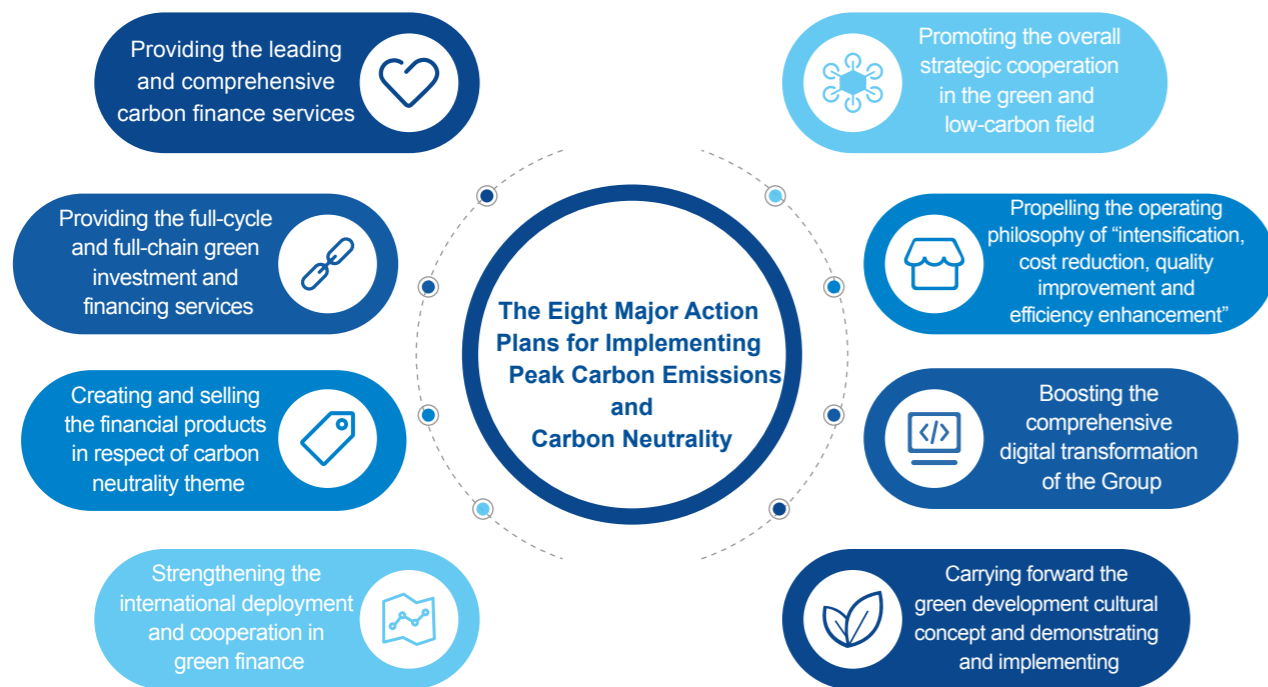 Providing the leading
and comprehensive
carbon finance services
Providing the full-cycle
and full-chain green
investment and
financing services
Creating and selling
the financial products
in respect of carbon
neutrality theme
Strengthening the
international deployment
and cooperation in
green finance
The Eight Major Action
Plans for Implementing
Peak Carbon Emissions
and
Carbon Neutrality
Promoting the overall
strategic cooperation
in the green and
low-carbon field
Propelling the operating
philosophy of “intensification,
cost reduction, quality
improvement and
efficiency enhancement”
</>
Boosting the
comprehensive
digital transformation
of the Group
Carrying forward the
green development cultural
concept and demonstrating
and implementing